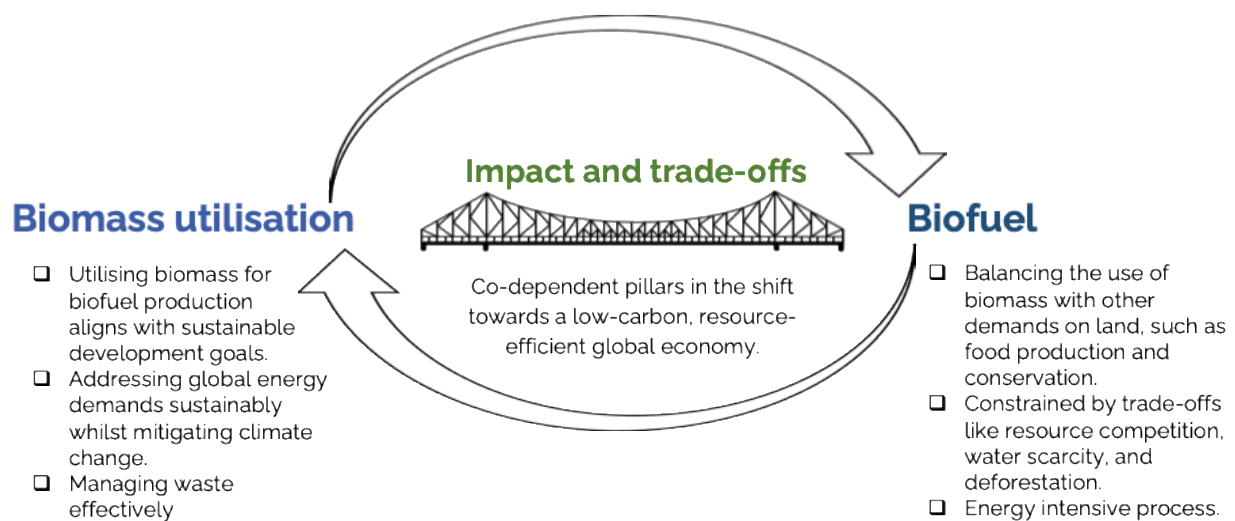 Impact and trade-offs
Biomass utilisation
❑ Utilising biomass for
biofuel production
aligns with sustainable
development goals.
❑ Addressing global energy
demands sustainably
whilst mitigating climate
change.
❑ Managing waste
effectively
Co-dependent pillars in the shift
towards a low-carbon, resource-
efficient global economy.
Biofuel
❑ Balancing the use of
biomass with other
demands on land, such as
food production and
conservation.
❑ Constrained by trade-offs
like resource competition,
water scarcity, and
deforestation.
❑ Energy intensive process.